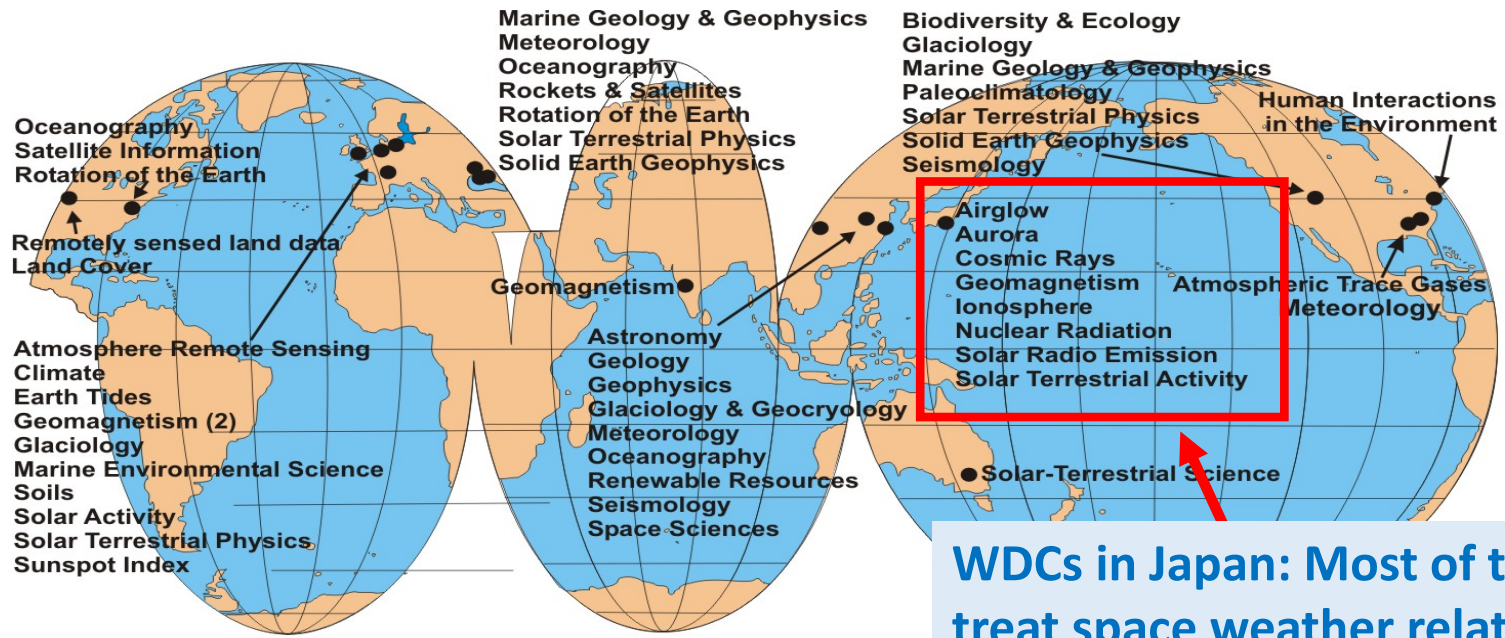 Marine Geology & Geophysics
Meteorology
Oceanography
Rockets & Satellites
Rotation of the Earth
Solar Terrestrial Physics
Solid Earth Geophysics
Biodiversity & Ecology
Glaciology
Marine Geology & Geophysics
Paleoclimatology
Solar Terrestrial Physics
Solid Earth Geophysics
Seismology
Human Interactions
in the Environment
Oceanography
Satellite Information
Rotation of the Earth
Remotely sensed land data
Land Cover
Geomagnetism
Airglow
Aurora
Cosmic Rays
Geomagnetism
Ionosphere
Nuclear Radiation
Solar Radio Emission
Solar Terrestrial Activity
Atmospheric Trace Gases
Meteorology
Atmosphere Remote Sensing
Climate
Earth Tides
Geomagnetism (2)
Glaciology
Marine Environmental Science
Soils
Solar Activity
Solar Terrestrial Physics
Sunspot Index
Astronomy
Geology
Geophysics
Glaciology & Geocryology
Meteorology
Oceanography
Renewable Resources
Seismology
Space Sciences
Solar-Terrestrial Science
WDCs in Japan: Most of
treat space weather